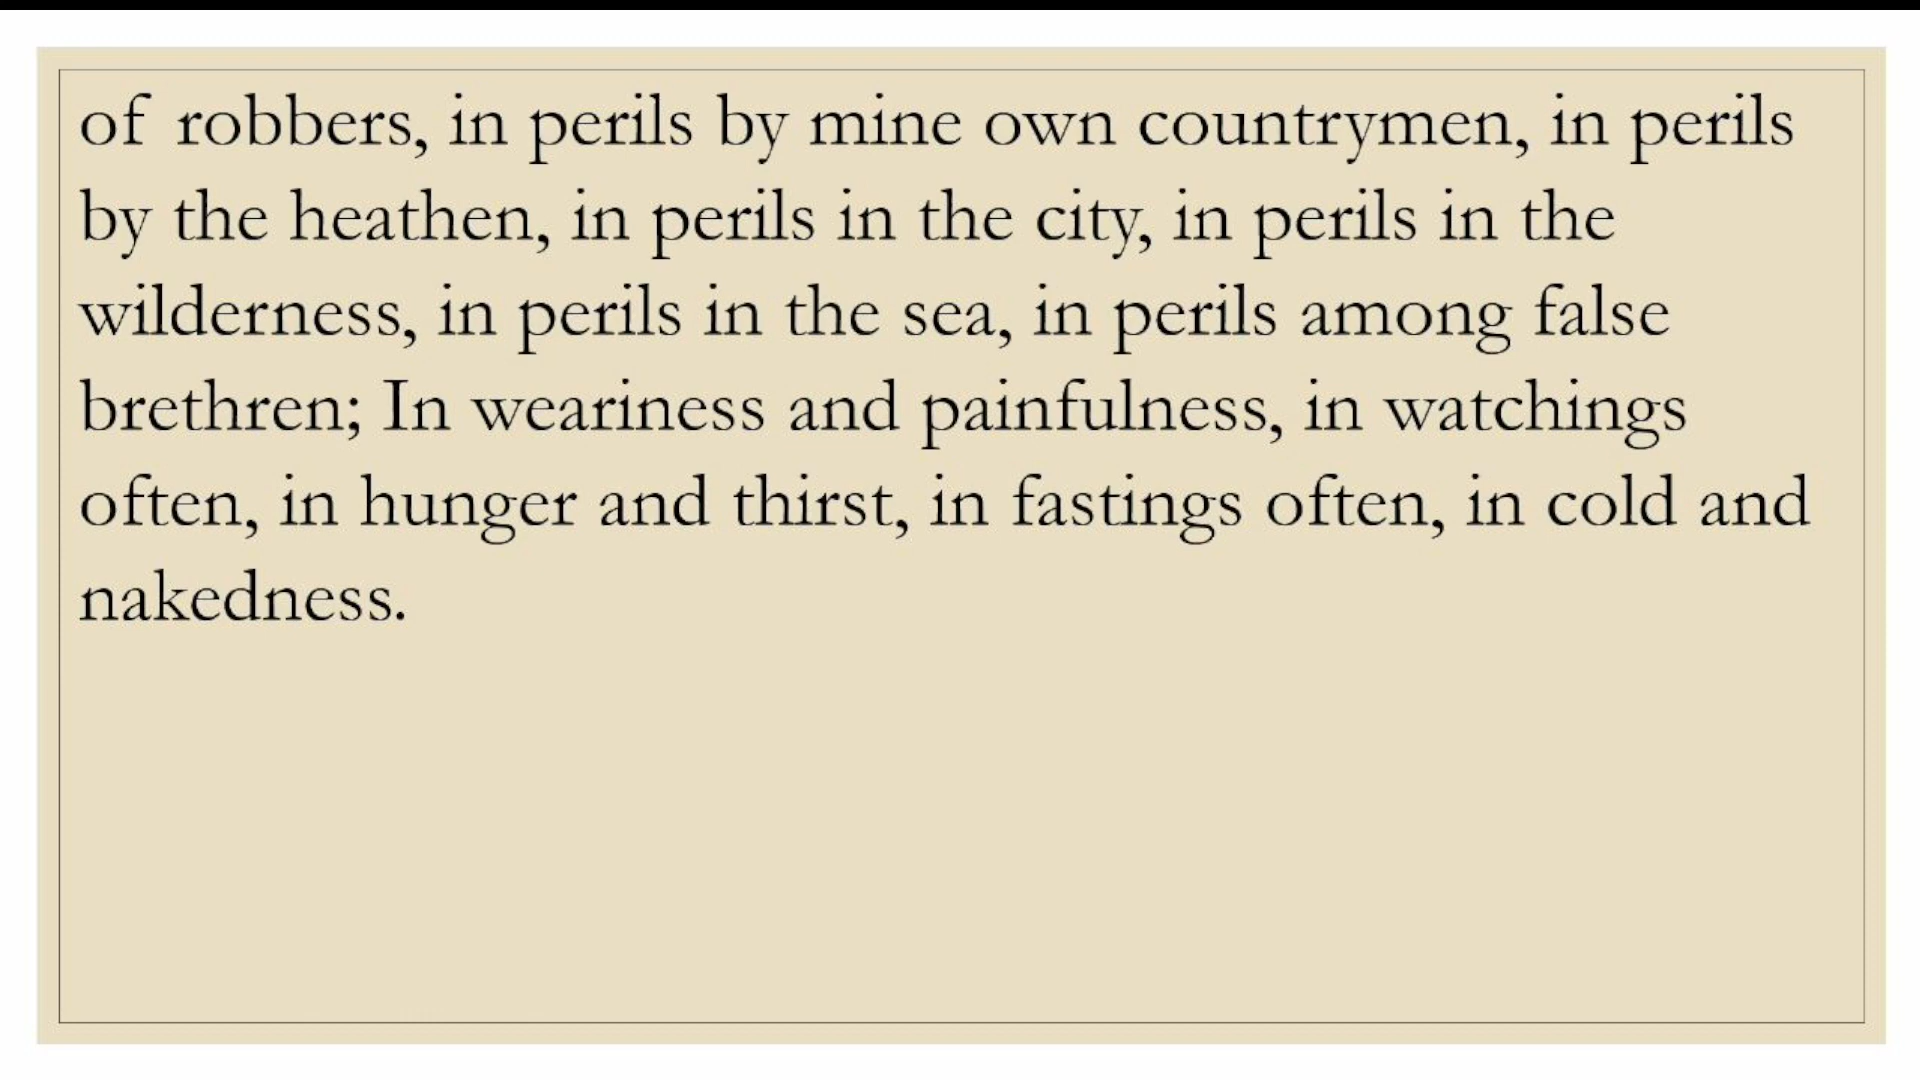 of robbers, in perils by mine own countrymen, in perils
by the heathen, in perils in the city, in perils in the
wilderness, in perils in the sea, in perils among false
brethren; In weariness and painfulness, in watchings
often, in hunger and thirst, in fastings often, in cold and
nakedness.